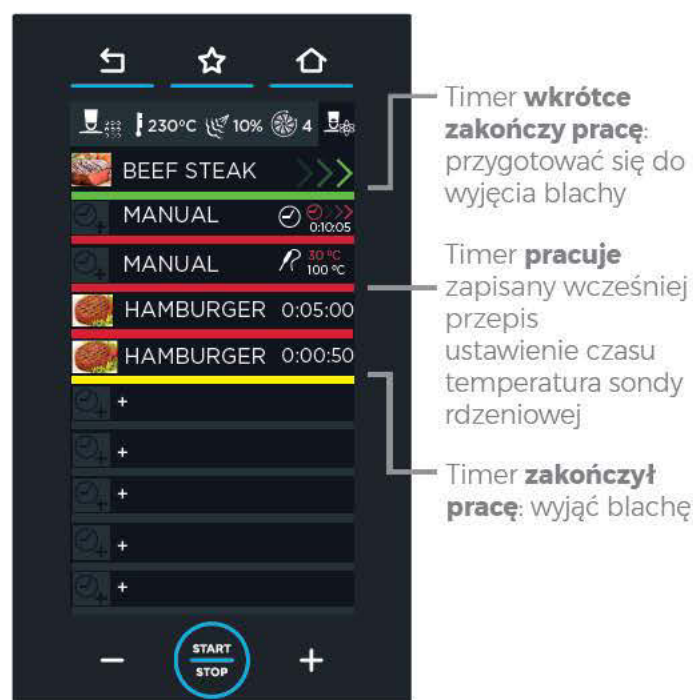 230°C 10% 4
BEEF STEAK
MANUAL
0:10:05
MANUAL
30 °C
100 °C
HAMBURGER 0:05:00
HAMBURGER 0:00:50
+
+
+
+
+
START
STOP
− +
Timer wkrótce
zakończy pracę:
przygotować się do
wyjęcia blachy
Timer pracuje
zapisany wcześniej
przepis
ustawienie czasu
temperatura sondy
rdzeniowej
Timer zakończył
pracę: wyjąć blachę